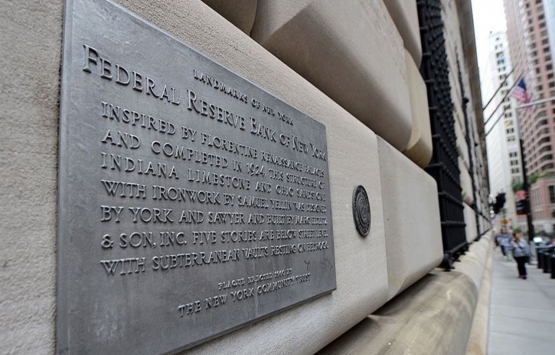 LANDMARKS OF NEW YORK
FEDERAL RESERVE BANK OF NEW YORK
INSPIRED BY FLORENTINE RENAISSANCE PALACES
AND COMPLETED IN 1924 THIS STRUCTURE OF
INDIANA LIMESTONE AND OHIO SANDSTONE
WITH IRONWORK BY SAMUEL YELLIN WAS DESIGNED
BY YORK AND SAWYER AND BUILT BY MARC EIDLITZ
& SON, INC. FIVE STORIES ARE BELOW STREET LEVEL
WITH SUBTERRANEAN VAULTS RESTING ON BEDROCK
PLAQUE ERECTED BY
THE NEW YORK COMMUNITY TRUST